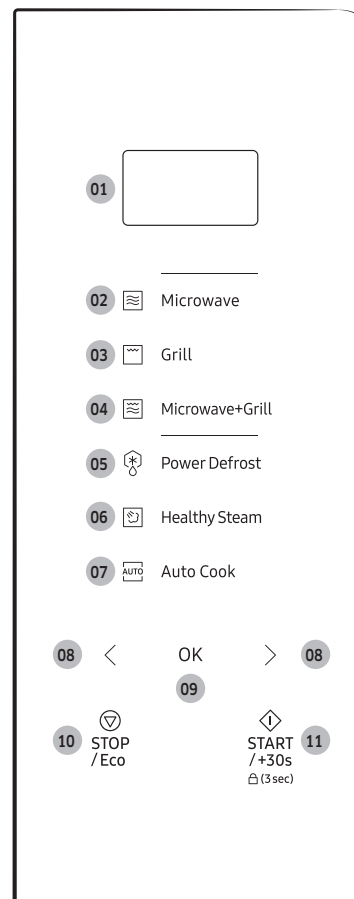 01
02 Microwave
03 Grill
04 Microwave+Grill
05 Power Defrost
06 Healthy Steam
07 AUTO Auto Cook
08 < OK > 08
09
10 STOP START 11
/Eco /+30s
(3 sec)